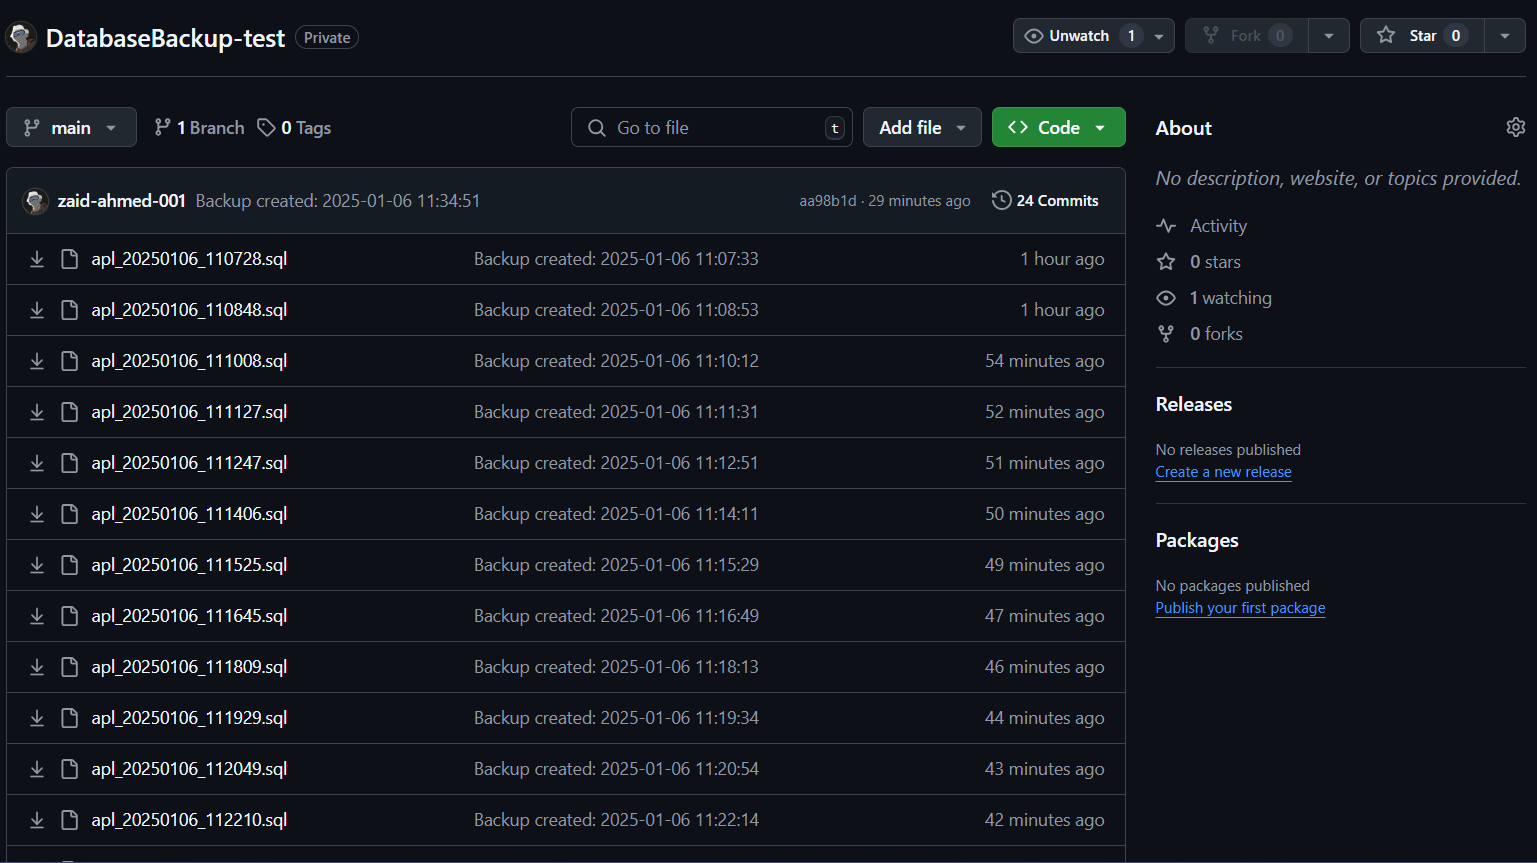 DatabaseBackup-test Private Unwatch 1 Fork 0 Star 0
main 1 Branch 0 Tags Go to file t Add file Code
zaid-ahmed-001 Backup created: 2025-01-06 11:34:51 aa98b1d · 29 minutes ago 24 Commits
apl_20250106_110728.sql Backup created: 2025-01-06 11:07:33 1 hour ago
apl_20250106_110848.sql Backup created: 2025-01-06 11:08:53 1 hour ago
apl_20250106_111008.sql Backup created: 2025-01-06 11:10:12 54 minutes ago
apl_20250106_111127.sql Backup created: 2025-01-06 11:11:31 52 minutes ago
apl_20250106_111247.sql Backup created: 2025-01-06 11:12:51 51 minutes ago
apl_20250106_111406.sql Backup created: 2025-01-06 11:14:11 50 minutes ago
apl_20250106_111525.sql Backup created: 2025-01-06 11:15:29 49 minutes ago
apl_20250106_111645.sql Backup created: 2025-01-06 11:16:49 47 minutes ago
apl_20250106_111809.sql Backup created: 2025-01-06 11:18:13 46 minutes ago
apl_20250106_111929.sql Backup created: 2025-01-06 11:19:34 44 minutes ago
apl_20250106_112049.sql Backup created: 2025-01-06 11:20:54 43 minutes ago
apl_20250106_112210.sql Backup created: 2025-01-06 11:22:14 42 minutes ago
About
No description, website, or topics provided.
Activity
0 stars
1 watching
0 forks
Releases
No releases published
Create a new release
Packages
No packages published
Publish your first package